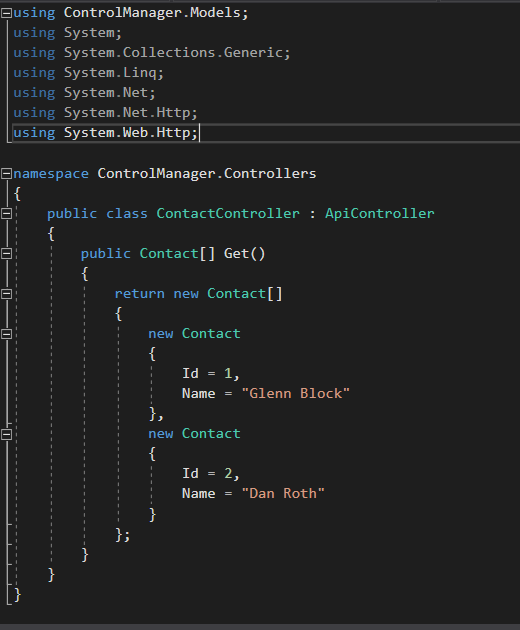 using ControlManager.Models;
using System;
using System.Collections.Generic;
using System.Linq;
using System.Net;
using System.Net.Http;
using System.Web.Http;

namespace ControlManager.Controllers
{
    public class ContactController : ApiController
    {
        public Contact[] Get()
        {
            return new Contact[]
            {
                new Contact
                {
                    Id = 1,
                    Name = "Glenn Block"
                },
                new Contact
                {
                    Id = 2,
                    Name = "Dan Roth"
                }
            };
        }
    }
}